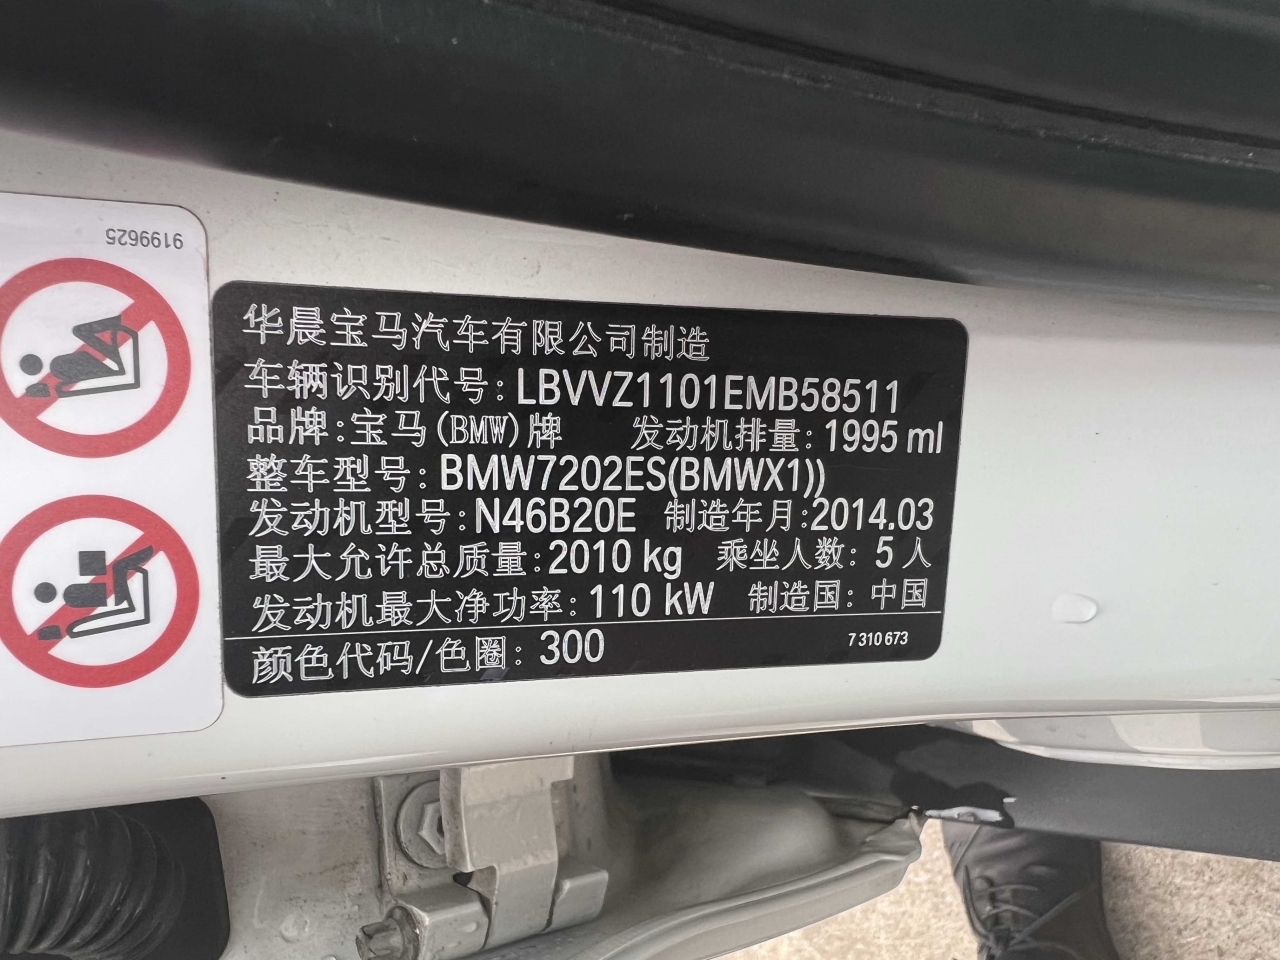 9199625
华晨宝马汽车有限公司制造
车辆识别代号:LBVVZ1101EMB58511
品牌:宝马(BMW)牌 发动机排量: 1995 ml
整车型号: BMW7202ES(BMWX1))
发动机型号:N46B20E 制造年月:2014.03
最大允许总质量:2010 kg 乘坐人数: 5 人
发动机最大净功率: 110 kW 制造国: 中国
颜色代码/色圈: 300 7 310 673